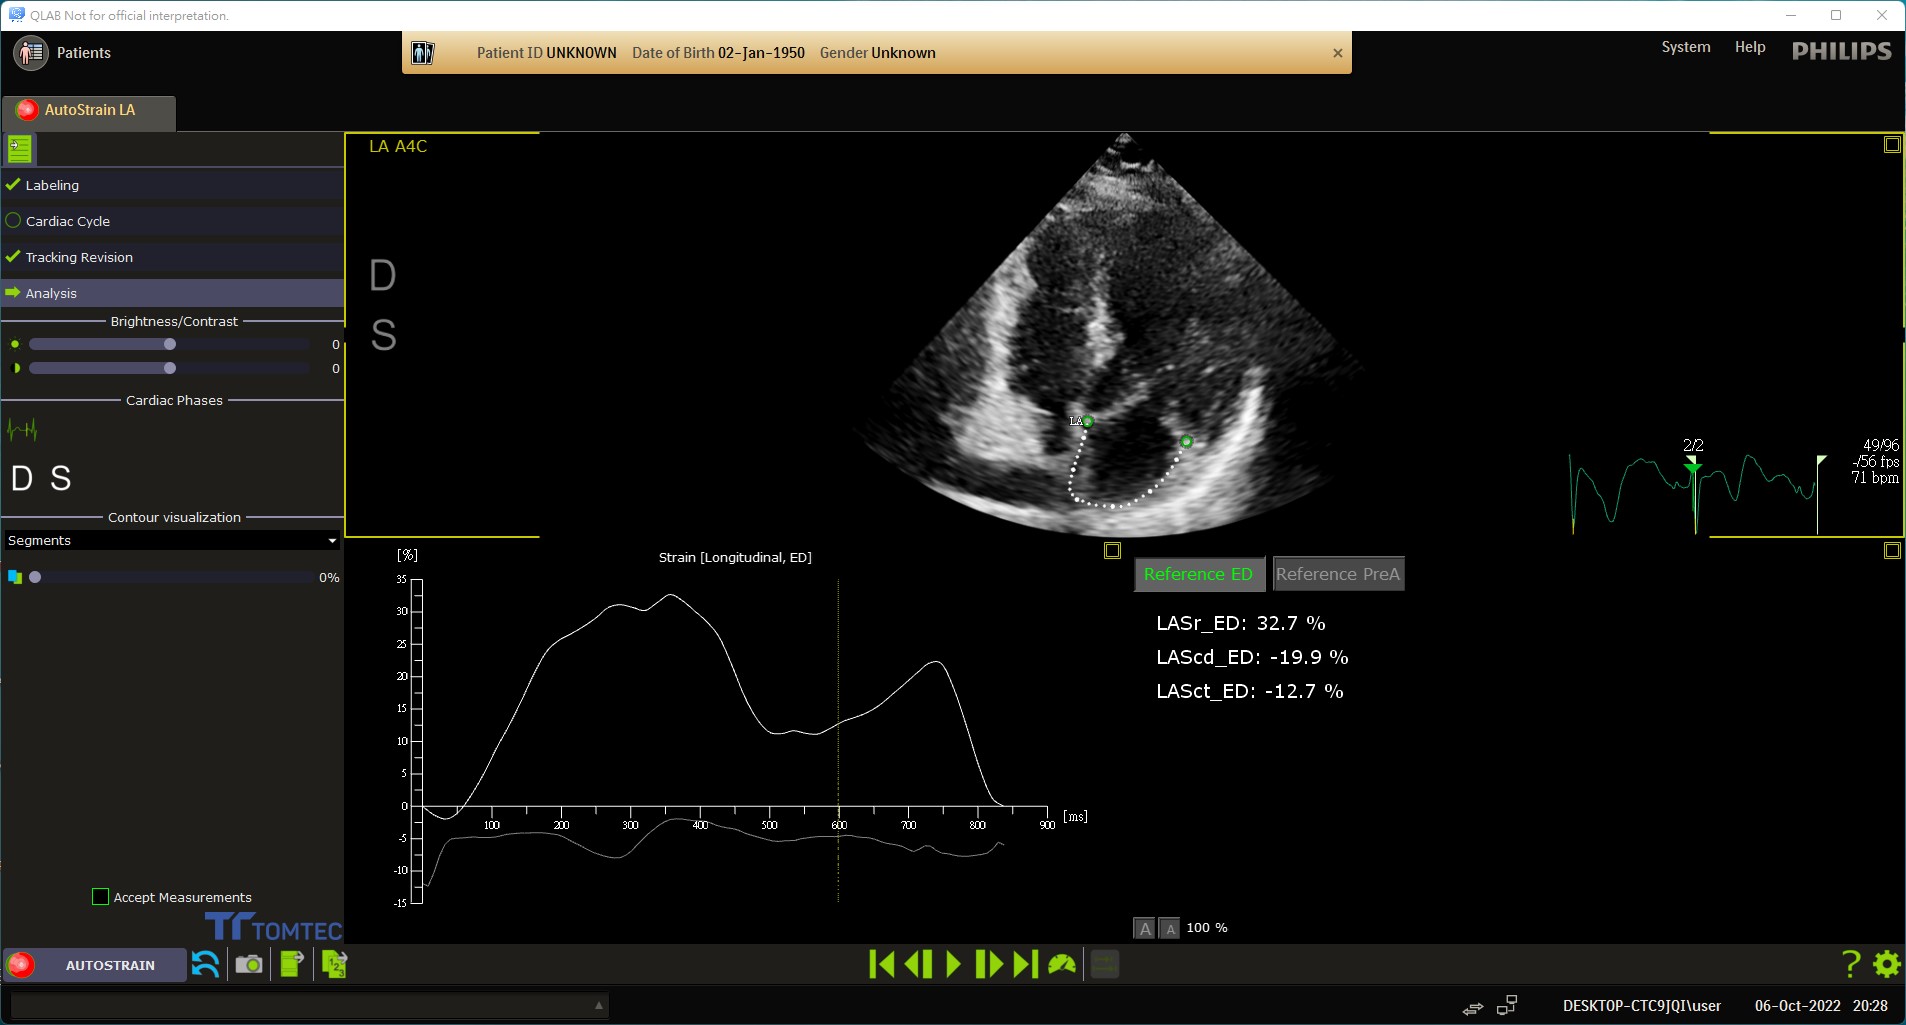 QLAB Not for official interpretation.
Patients
Patient ID UNKNOWN Date of Birth 02-Jan-1950 Gender Unknown
System Help PHILIPS
AutoStrain LA
Labeling
Cardiac Cycle
Tracking Revision
Analysis
Brightness/Contrast
0
0
Cardiac Phases
D S
Contour visualization
Segments
0%
Accept Measurements
TOMTEC
LA A4C
D
S
LA
2/2
49/96
-/56 fps
71 bpm
[%]
Strain [Longitudinal, ED]
35
30
25
20
15
10
5
0
-5
-10
-15
100 200 300 400 500 600 700 800 900 [ms]
Reference ED Reference PreA
LASr_ED: 32.7 %
LAScd_ED: -19.9 %
LASct_ED: -12.7 %
A A 100 %
AUTOSTRAIN
1 2 3
?
DESKTOP-CTC9JQI\user 06-Oct-2022 20:28